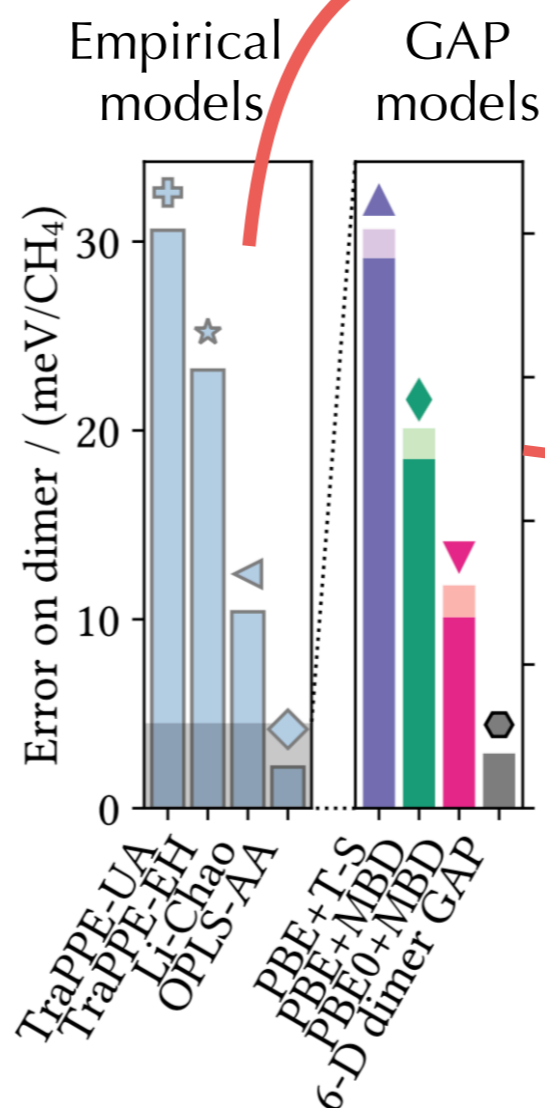 Empirical
models
GAP
models
Error on dimer / (meV/CH₄)
30
20
10
0
TraPPE-UA
TraPPE-EH
Li-Chao
OPLS-AA
PBE+T-S
PBE+MBD
PBE0+MBD
6-D dimer GAP